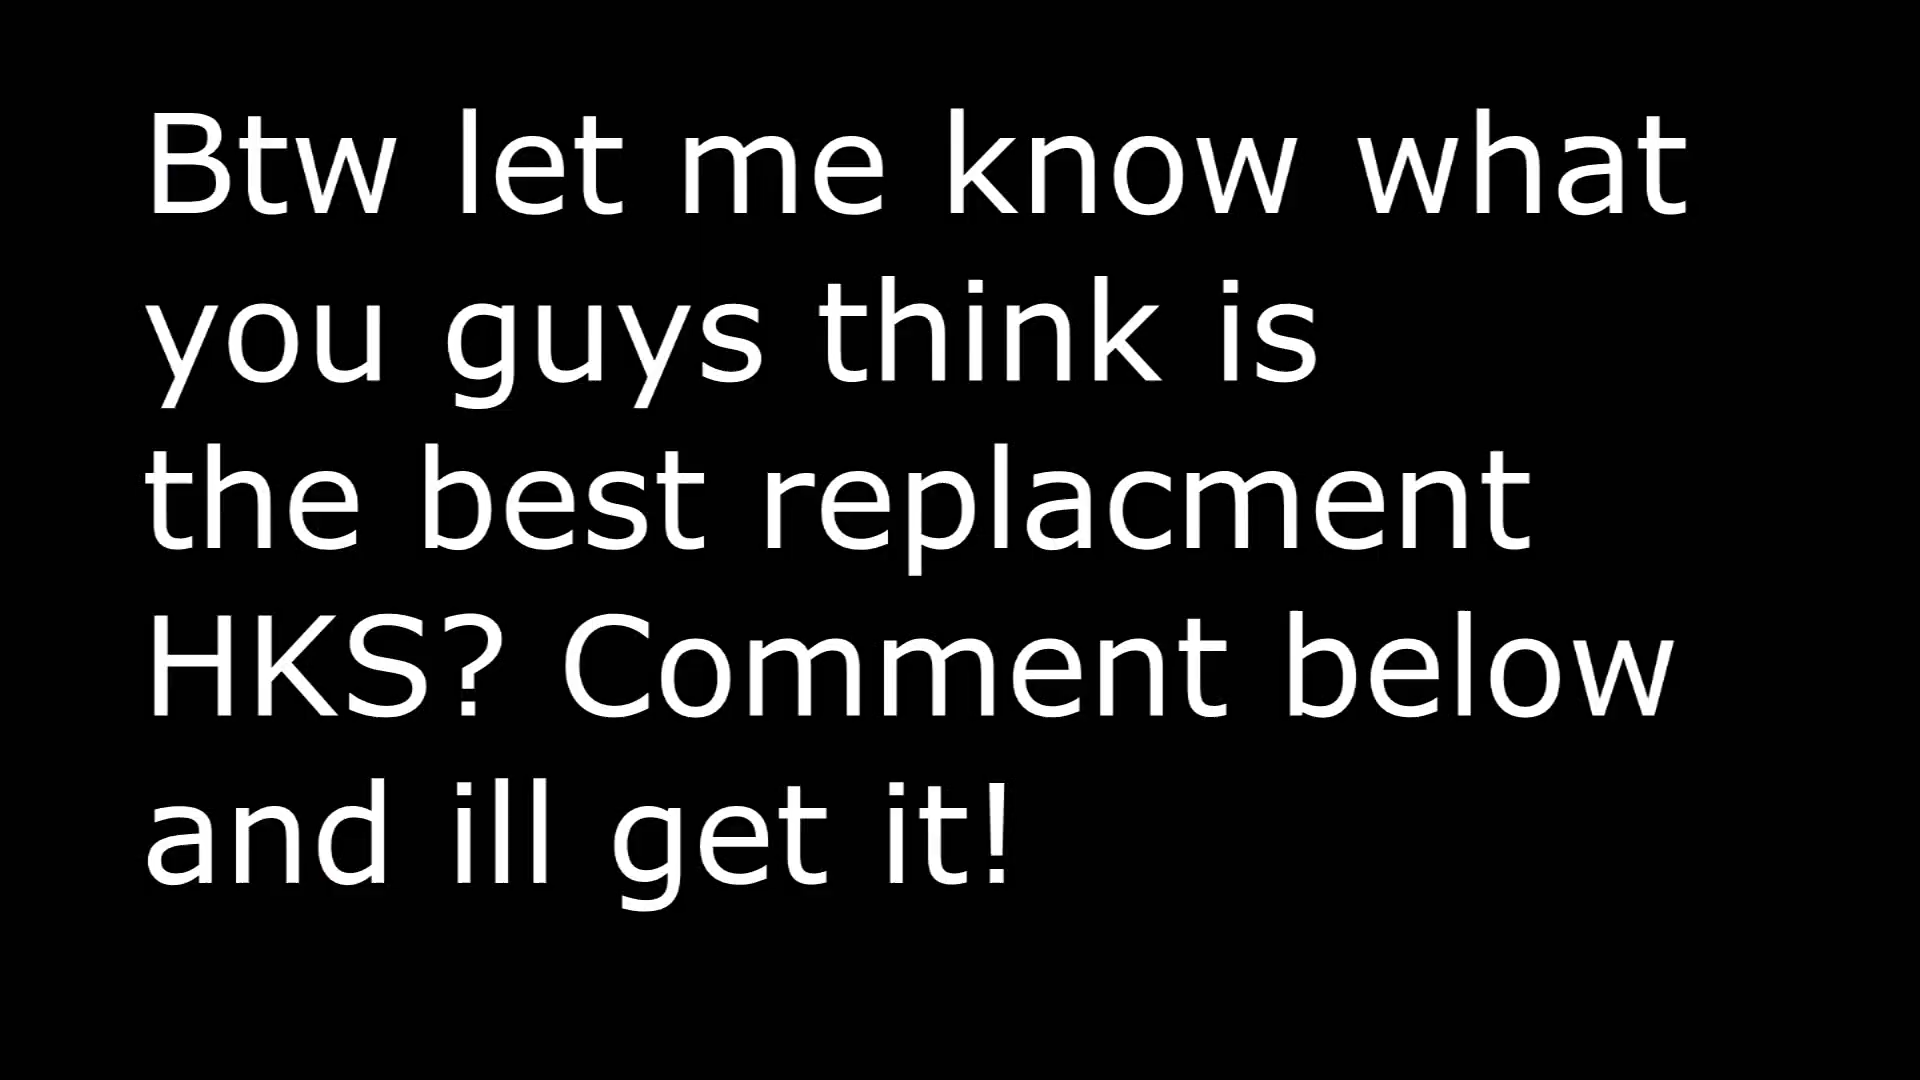 Btw let me know what
you guys think is
the best replacment
HKS? Comment below
and ill get it!